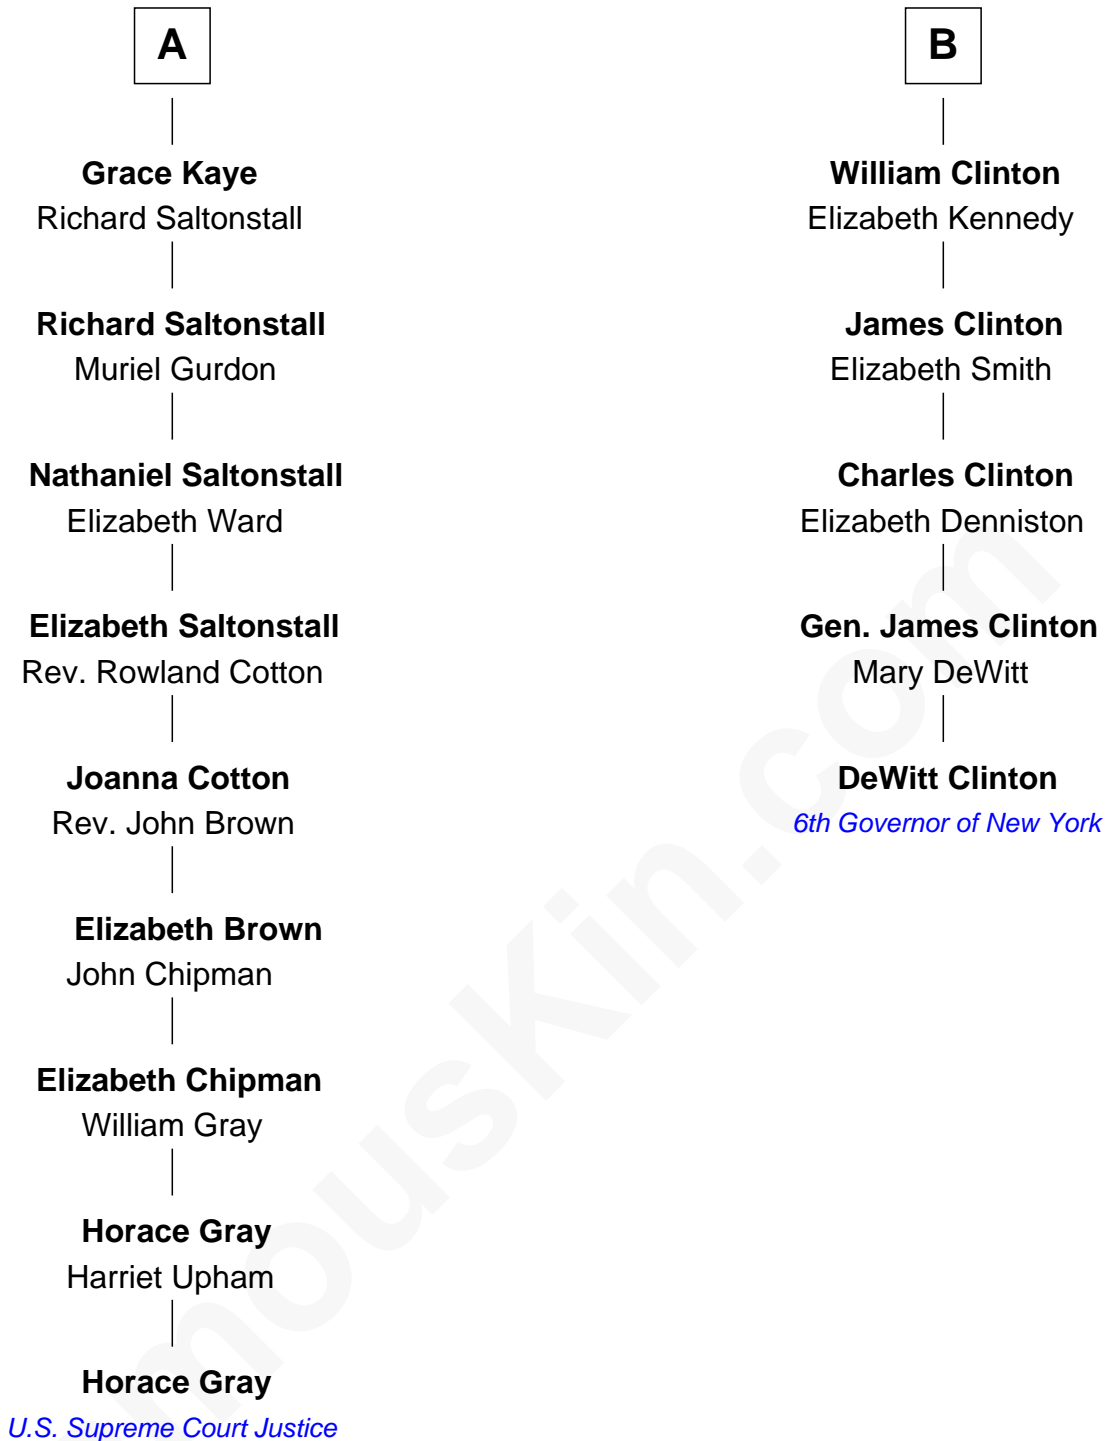 A
Grace Kaye
Richard Saltonstall
Richard Saltonstall
Muriel Gurdon
Nathaniel Saltonstall
Elizabeth Ward
Elizabeth Saltonstall
Rev. Rowland Cotton
Joanna Cotton
Rev. John Brown
Elizabeth Brown
John Chipman
Elizabeth Chipman
William Gray
Horace Gray
Harriet Upham
Horace Gray
U.S. Supreme Court Justice
B
William Clinton
Elizabeth Kennedy
James Clinton
Elizabeth Smith
Charles Clinton
Elizabeth Denniston
Gen. James Clinton
Mary DeWitt
DeWitt Clinton
6th Governor of New York
mousKin.com